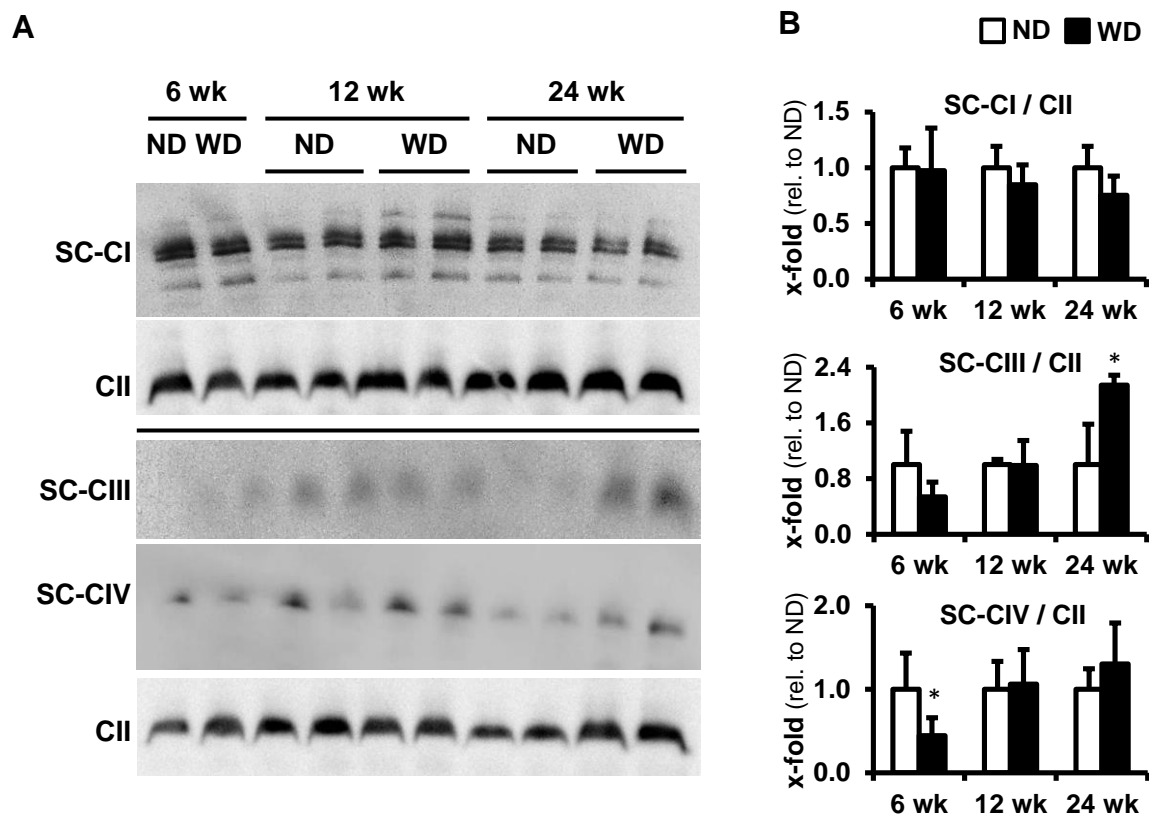 A
6 wk 12 wk 24 wk
ND WD ND WD ND WD
SC-CI
CII
SC-CIII
SC-CIV
CII
B
ND WD
SC-CI / CII
x-fold (rel. to ND)
1.5
1.0
0.5
0.0
6 wk 12 wk 24 wk
SC-CIII / CII
x-fold (rel. to ND)
2.4
1.6
0.8
0.0
*
6 wk 12 wk 24 wk
SC-CIV / CII
x-fold (rel. to ND)
2.0
1.0
0.0
*
6 wk 12 wk 24 wk